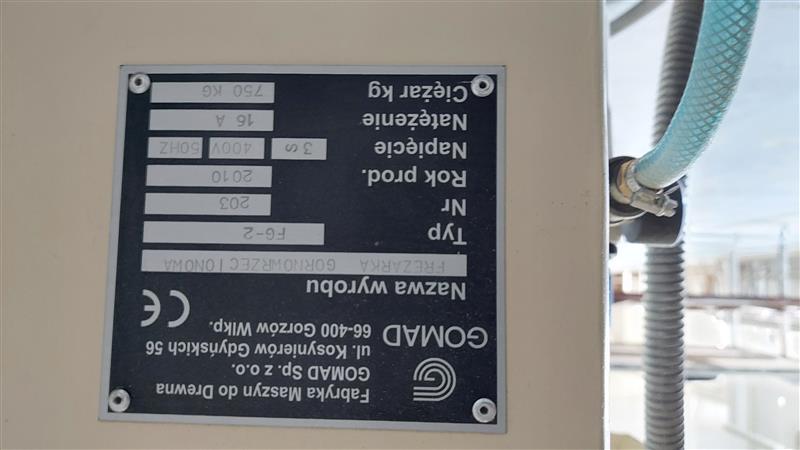 Fabryka Maszyn do Drewna
GOMAD Sp. z o.o.
ul. Kosynierów Gdyńskich 56
66-400 Gorzów Wlkp.
GOMAD
CE
Nazwa wyrobu
FREZARKA GORNOWRZECIONOWA
Typ FG-2
Nr 203
Rok prod. 2010
Napięcie 3 s 400V 50HZ
Natężenie 16 A
Ciężar kg 750 KG